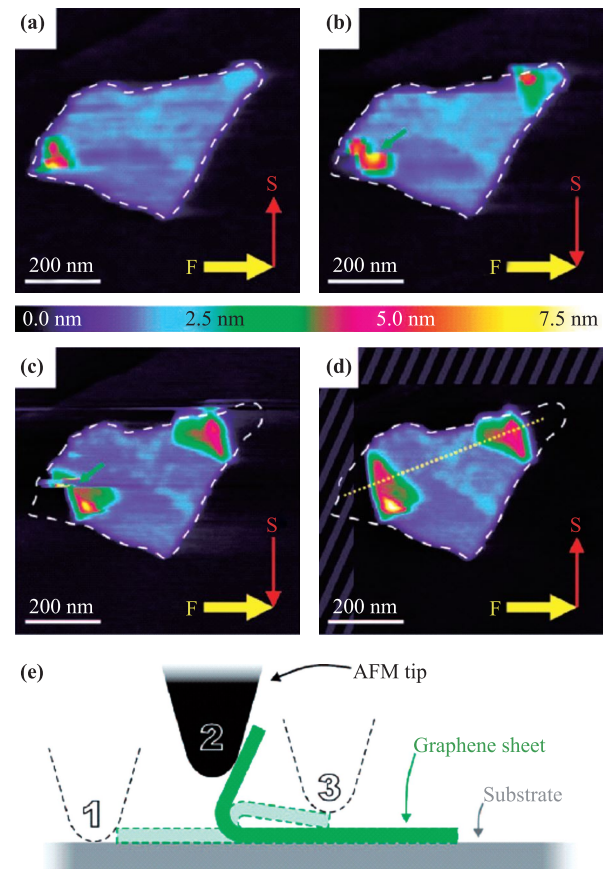 (a)
(b)
S
S
200 nm
F
200 nm
F
0.0 nm 2.5 nm 5.0 nm 7.5 nm
(c)
(d)
S
S
200 nm
F
200 nm
F
(e)
AFM tip
2
Graphene sheet
3
Substrate
1